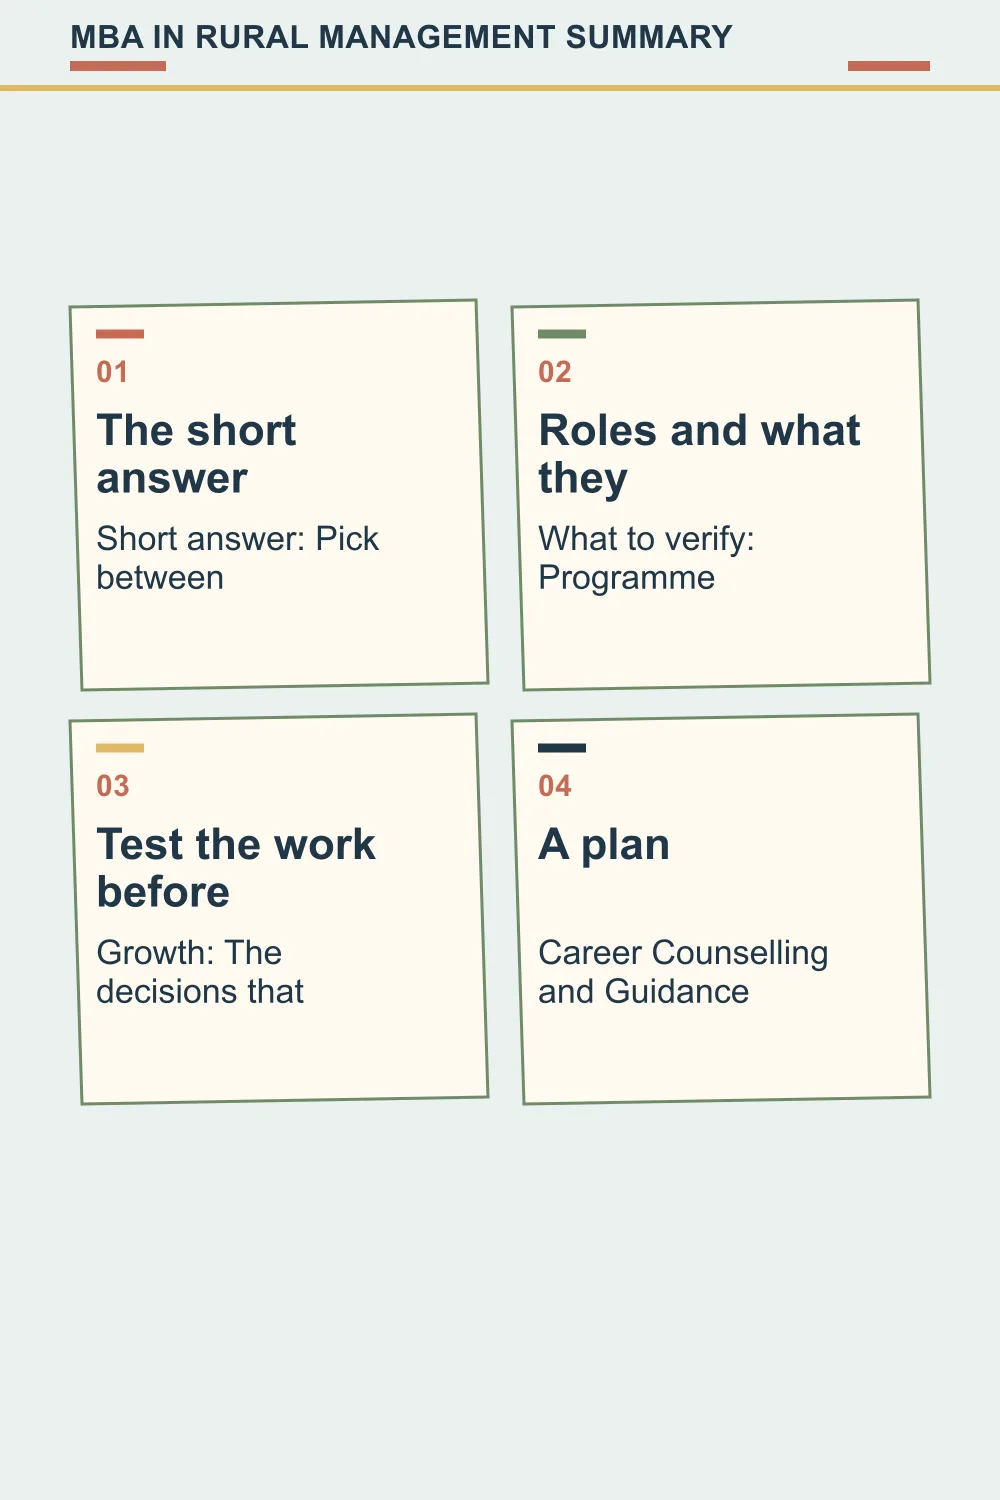 MBA IN RURAL MANAGEMENT SUMMARY
01
The short
answer
Short answer: Pick
between
02
Roles and what
they
What to verify:
Programme
03
Test the work
before
Growth: The
decisions that
04
A plan
Career Counselling
and Guidance